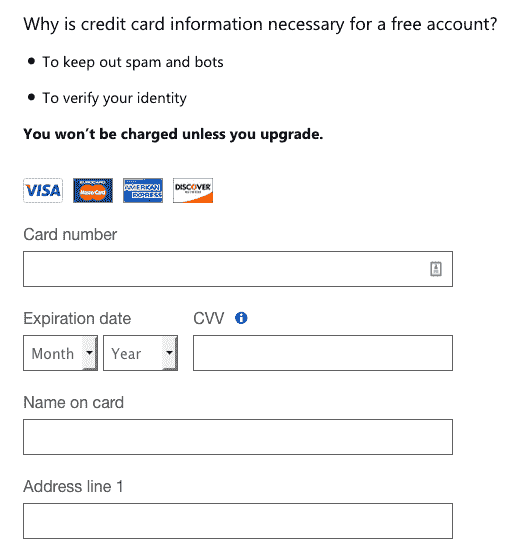 Why is credit card information necessary for a free account?
• To keep out spam and bots
• To verify your identity
You won't be charged unless you upgrade.
VISA EUROCARD MasterCard AMERICAN EXPRESS DISCOVER
Card number
Expiration date CVV i
Month Year
Name on card
Address line 1